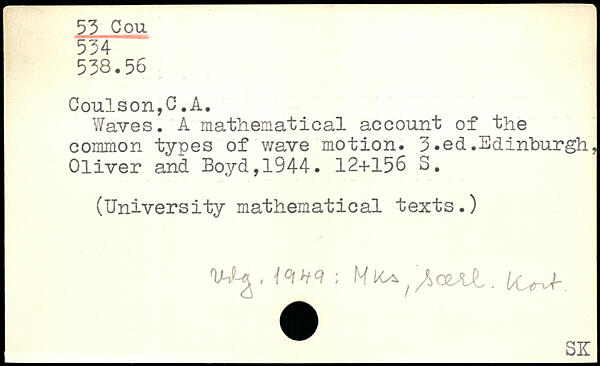 53 Cou
534
538.56
Coulson,C.A.
Waves. A mathematical account of the
common types of wave motion. 3.ed.Edinburgh,
Oliver and Boyd,1944. 12+156 S.
(University mathematical texts.)
udg. 1949: Mks, særl. Kort.
SK